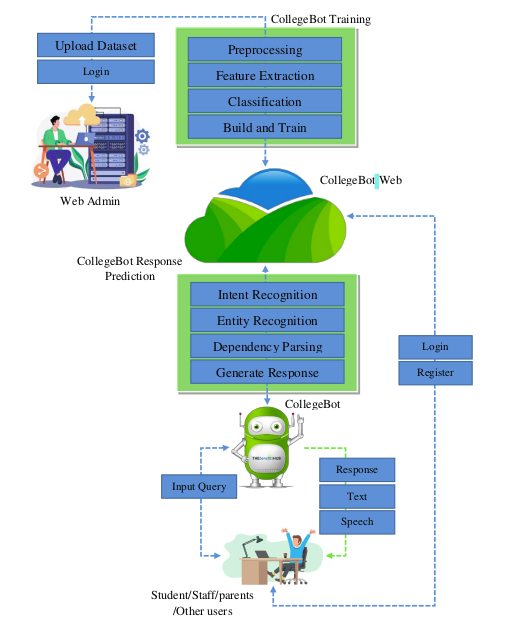 CollegeBot Training
Upload Dataset
Login
Preprocessing
Feature Extraction
Classification
Build and Train
Web Admin
CollegeBot Web
CollegeBot Response
Prediction
Intent Recognition
Entity Recognition
Dependency Parsing
Generate Response
Login
Register
CollegeBot
Input Query
Response
Text
Speech
Student/Staff/parents
/Other users